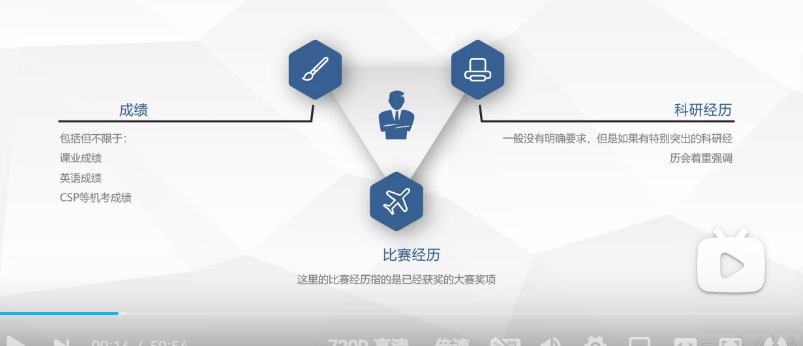 成绩
包括但不限于：
课业成绩
英语成绩
CSP等机考成绩
科研经历
一般没有明确要求，但是如果有特别突出的科研经
历会着重强调
比赛经历
这里的比赛经历指的是已经获奖的大赛奖项
720P 高清 倍速